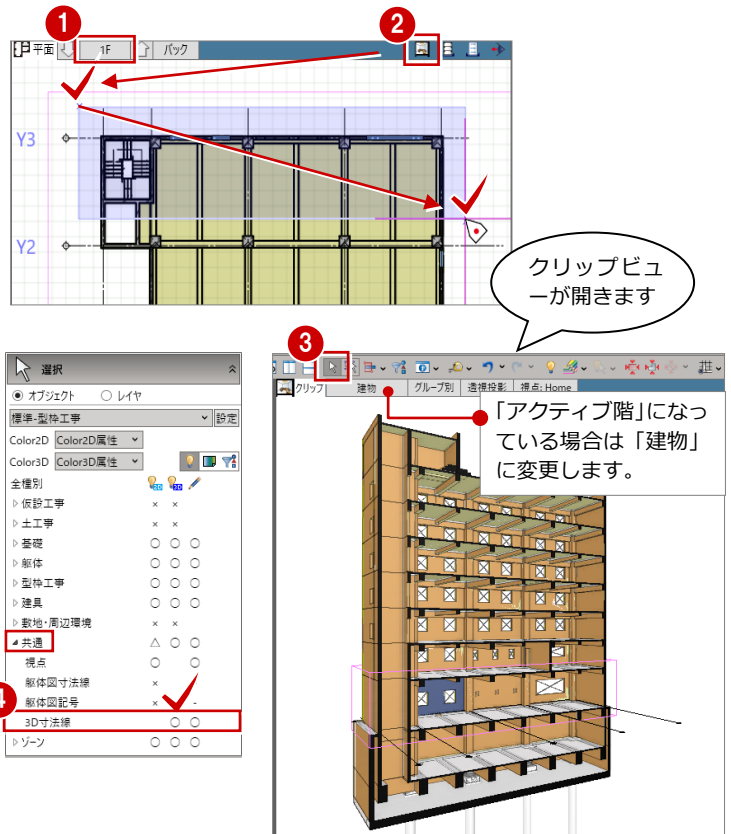 1
2
平面
1F
パック
Y3
Y2
クリップビュ
ーが開きます
3
選択
オブジェクト
レイヤ
標準-型枠工事
設定
Color2D
Color2D属性
Color3D
Color3D属性
全種別
2D
3D
仮設工事
× ×
土工事
× ×
基礎
○ ○ ○
躯体
○ ○ ○
型枠工事
○ ○ ○
建具
○ ○ ○
敷地・周辺環境
× ×
共通
△ ○ ○
視点
○ ○
躯体図寸法線
×
躯体図記号
× -
4
3D寸法線
○ ○
ゾーン
○ ○ ○
クリップ
建物
グループ別
透視投影
視点: Home
「アクティブ階」になっ
ている場合は「建物」
に変更します。